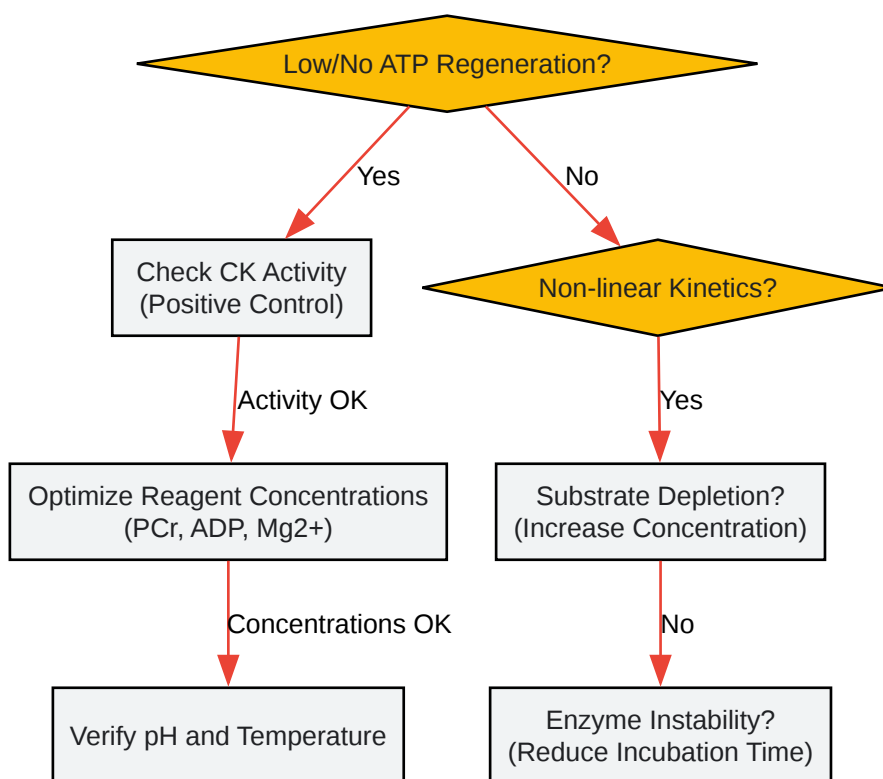 Low/No ATP Regeneration?
Yes
No
Check CK Activity
(Positive Control)
Non-linear Kinetics?
Activity OK
Yes
Optimize Reagent Concentrations
(PCr, ADP, Mg2+)
Substrate Depletion?
(Increase Concentration)
Concentrations OK
No
Verify pH and Temperature
Enzyme Instability?
(Reduce Incubation Time)